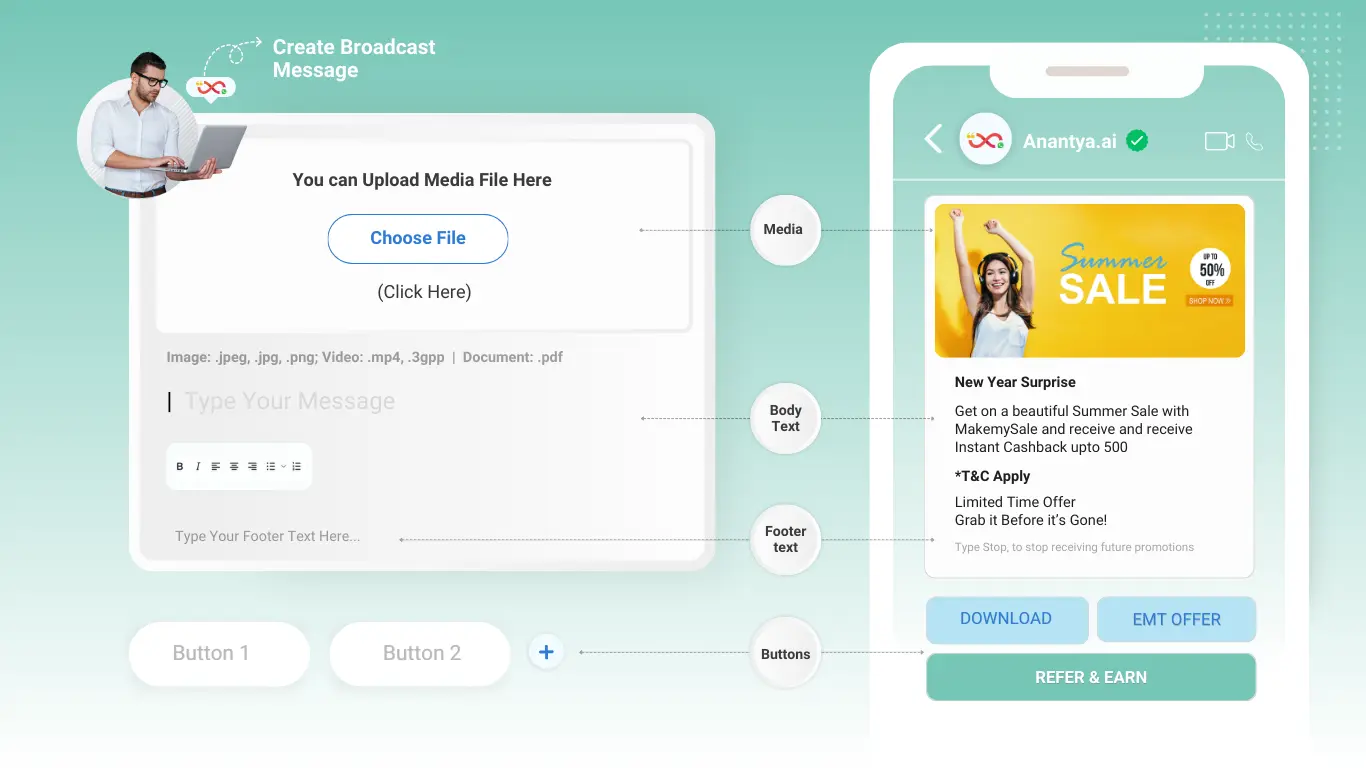 Create Broadcast
Message
You can Upload Media File Here
Choose File
(Click Here)
Image: .jpeg, .jpg, .png; Video: .mp4, .3gpp | Document: .pdf
Type Your Message
B I
Type Your Footer Text Here...
Button 1
Button 2
+
Media
Body
Text
Footer
text
Buttons
Anantya.ai
Summer
SALE
UP TO
50%
OFF
SHOP NOW »
New Year Surprise
Get on a beautiful Summer Sale with
MakemySale and receive and receive
Instant Cashback upto 500
*T&C Apply
Limited Time Offer
Grab it Before it’s Gone!
Type Stop, to stop receiving future promotions
DOWNLOAD
EMT OFFER
REFER & EARN